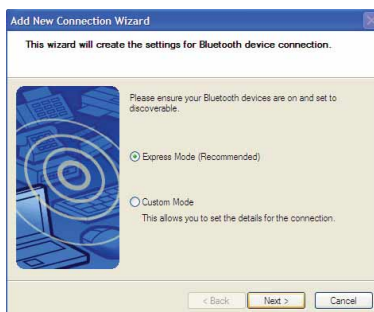 Add New Connection Wizard
This wizard will create the settings for Bluetooth device connection.
Please ensure your Bluetooth devices are on and set to
discoverable.
Express Mode (Recommended)
Custom Mode
This allows you to set the details for the connection.
< Back
Next >
Cancel